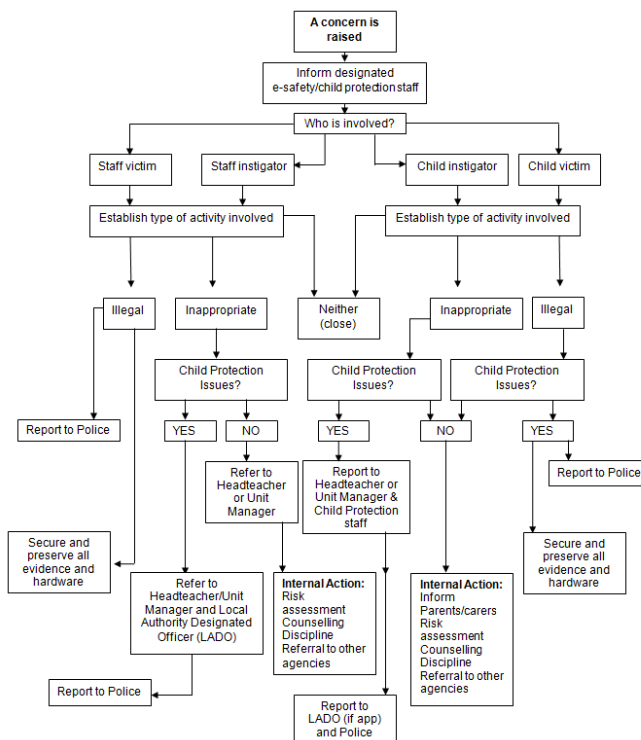 A concern is
raised
Inform designated
e-safety/child protection staff
Who is involved?
Staff victim
Staff instigator
Child instigator
Child victim
Establish type of activity involved
Establish type of activity involved
Illegal
Inappropriate
Neither
(close)
Inappropriate
Illegal
Child Protection
Issues?
Child Protection
Issues?
Child Protection
Issues?
Report to Police
YES
NO
YES
NO
YES
Report to Police
Refer to
Headteacher
or Unit
Manager
Report to
Headteacher or
Unit Manager &
Child Protection
staff
Secure and
preserve all
evidence and
hardware
Secure and
preserve all
evidence and
hardware
Refer to
Headteacher/Unit
Manager and Local
Authority Designated
Officer (LADO)
Internal Action:
Risk
assessment
Counselling
Discipline
Referral to other
agencies
Internal Action:
Inform
Parents/carers
Risk
assessment
Counselling
Discipline
Referral to other
agencies
Report to Police
Report to
LADO (if app)
and Police